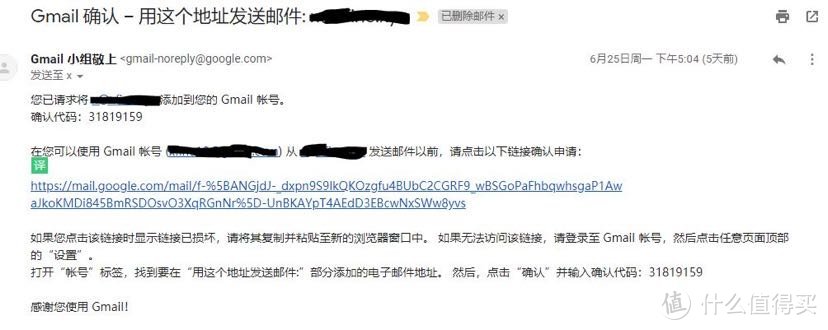 Gmail 确认 – 用这个地址发送邮件:
已删除邮件 ×
Gmail 小组敬上 <gmail-noreply@google.com>
6月25日周一 下午5:04 (5天前)
发送至 x
您已请求将 添加到您的 Gmail 帐号。
确认代码：31819159
在您可以使用 Gmail 帐号 ( ) 从 发送邮件以前，请点击以下链接确认申请：
译
https://mail.google.com/mail/f-%5BANGjdJ-_dxpn9S9IkQKOzgfu4BUbC2CGRF9_wBSGoPaFhbqwhsgaP1Aw
aJkoKMDi845BmRSDOsvO3XqRGnNr%5D-UnBKAYpT4AEdD3EBcwNxSWw8yvs
如果您点击该链接时显示链接已损坏，请将其复制并粘贴至新的浏览器窗口中。 如果无法访问该链接，请登录至 Gmail 帐号，然后点击任意页面顶部
的“设置”。
打开“帐号”标签，找到要在“用这个地址发送邮件:”部分添加的电子邮件地址。 然后，点击“确认”并输入确认代码：31819159
感谢您使用 Gmail！
值 什么值得买